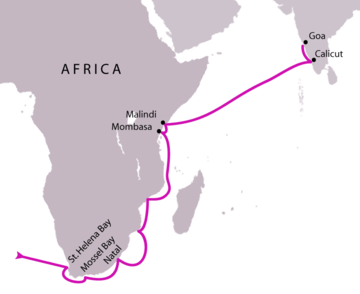 Goa
Calicut
AFRICA
Malindi
Mombasa
St. Helena Bay
Mossel Bay
Natal